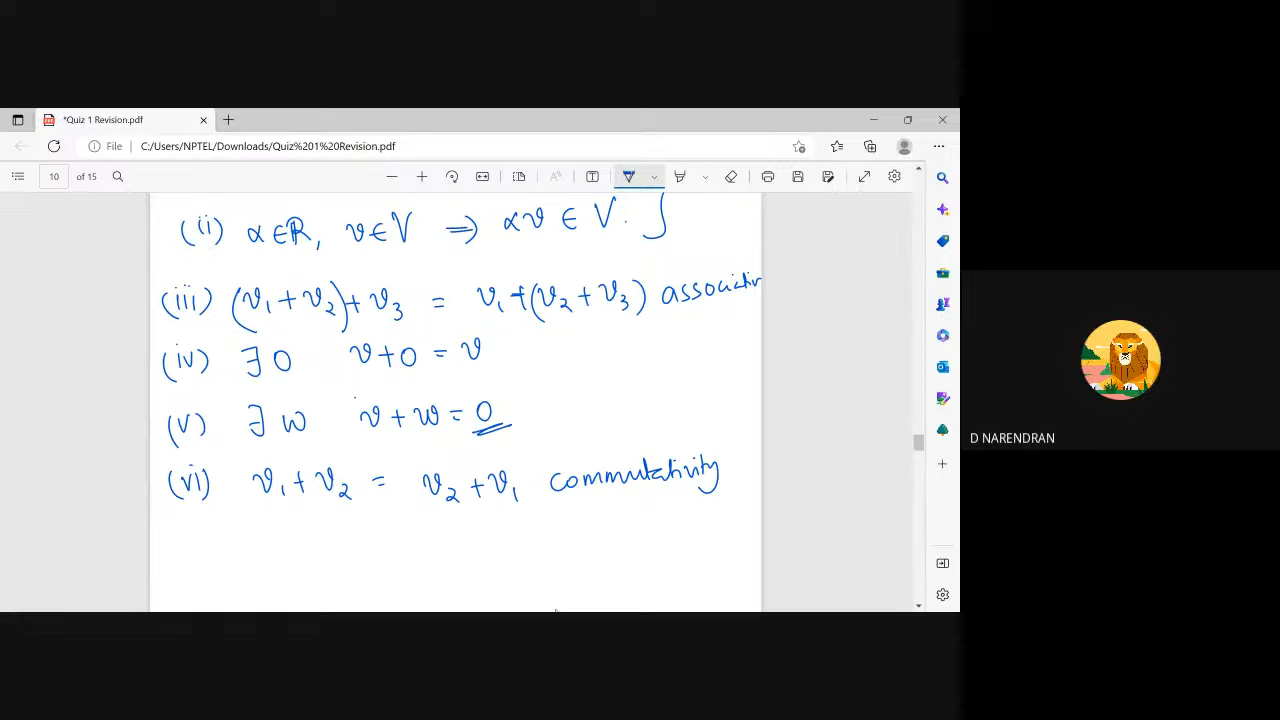 *Quiz 1 Revision.pdf
File C:/Users/NPTEL/Downloads/Quiz%201%20Revision.pdf
10 of 15
(ii) α∈ℝ, v∈V ⇒ αv ∈ V.
(iii) (v₁+v₂)+v₃ = v₁+(v₂+v₃) associativ
(iv) ∃ 0 v+0 = v
(v) ∃ w v+w = 0
(vi) v₁+v₂ = v₂+v₁ commutativity
D NARENDRAN